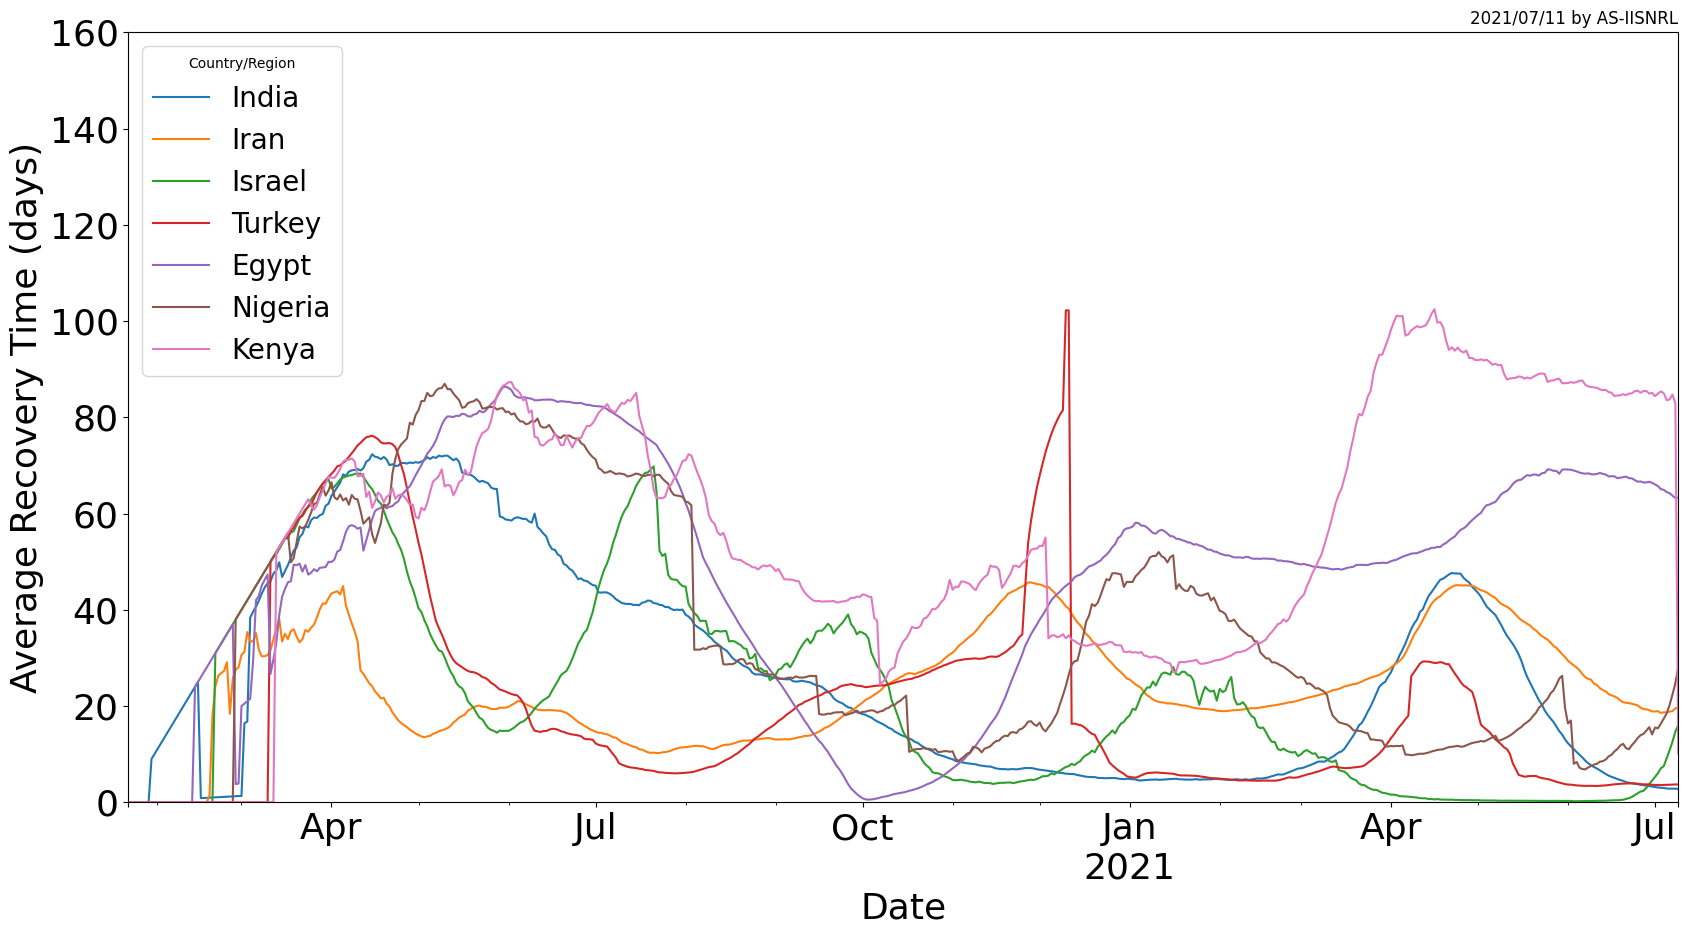 2021/07/11 by AS-IISNRL
Average Recovery Time (days)
160
140
120
100
80
60
40
20
0
Country/Region
India
Iran
Israel
Turkey
Egypt
Nigeria
Kenya
Apr Jul Oct Jan Apr Jul
2021
Date